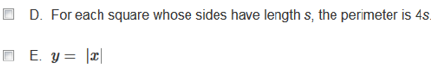 D. For each square whose sides have length s, the perimeter is 4s.
E. y = |x|